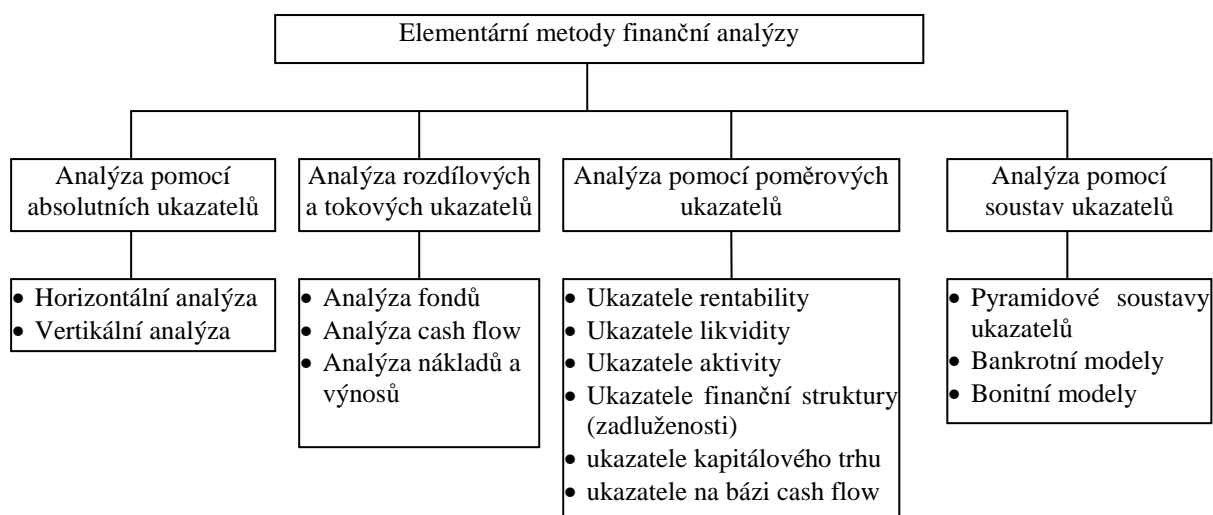 Elementární metody finanční analýzy
Analýza pomocí
absolutních ukazatelů
Analýza rozdílových
a tokových ukazatelů
Analýza pomocí poměrových
ukazatelů
Analýza pomocí
soustav ukazatelů
• Horizontální analýza
• Vertikální analýza
• Analýza fondů
• Analýza cash flow
• Analýza nákladů a
výnosů
• Ukazatele rentability
• Ukazatele likvidity
• Ukazatele aktivity
• Ukazatele finanční struktury
(zadluženosti)
• ukazatele kapitálového trhu
• ukazatele na bázi cash flow
• Pyramidové soustavy
ukazatelů
• Bankrotní modely
• Bonitní modely